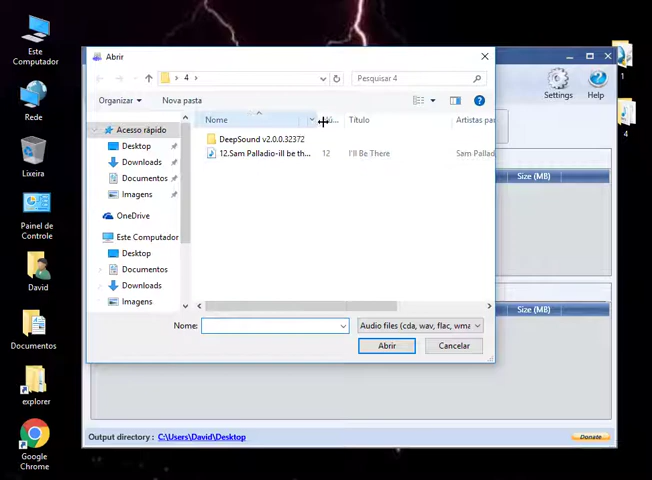 Este
Computador
Rede
Lixeira
Painel de
Controle
David
Documentos
explorer
Google
Chrome
Abrir
4
Pesquisar 4
Organizar
Nova pasta
Nome
Título
Artistas par
Acesso rápido
Desktop
Downloads
Documentos
Imagens
OneDrive
Este Computador
Desktop
Documentos
Downloads
Imagens
DeepSound v2.0.0.32372
12.Sam Palladio-ill be th...
12
I'll Be There
Sam Pallad
Nome:
Audio files (cda, wav, flac, wma
Abrir
Cancelar
Settings
Help
Size (MB)
Size (MB)
Output directory :
C:\Users\David\Desktop
Donate
1
4